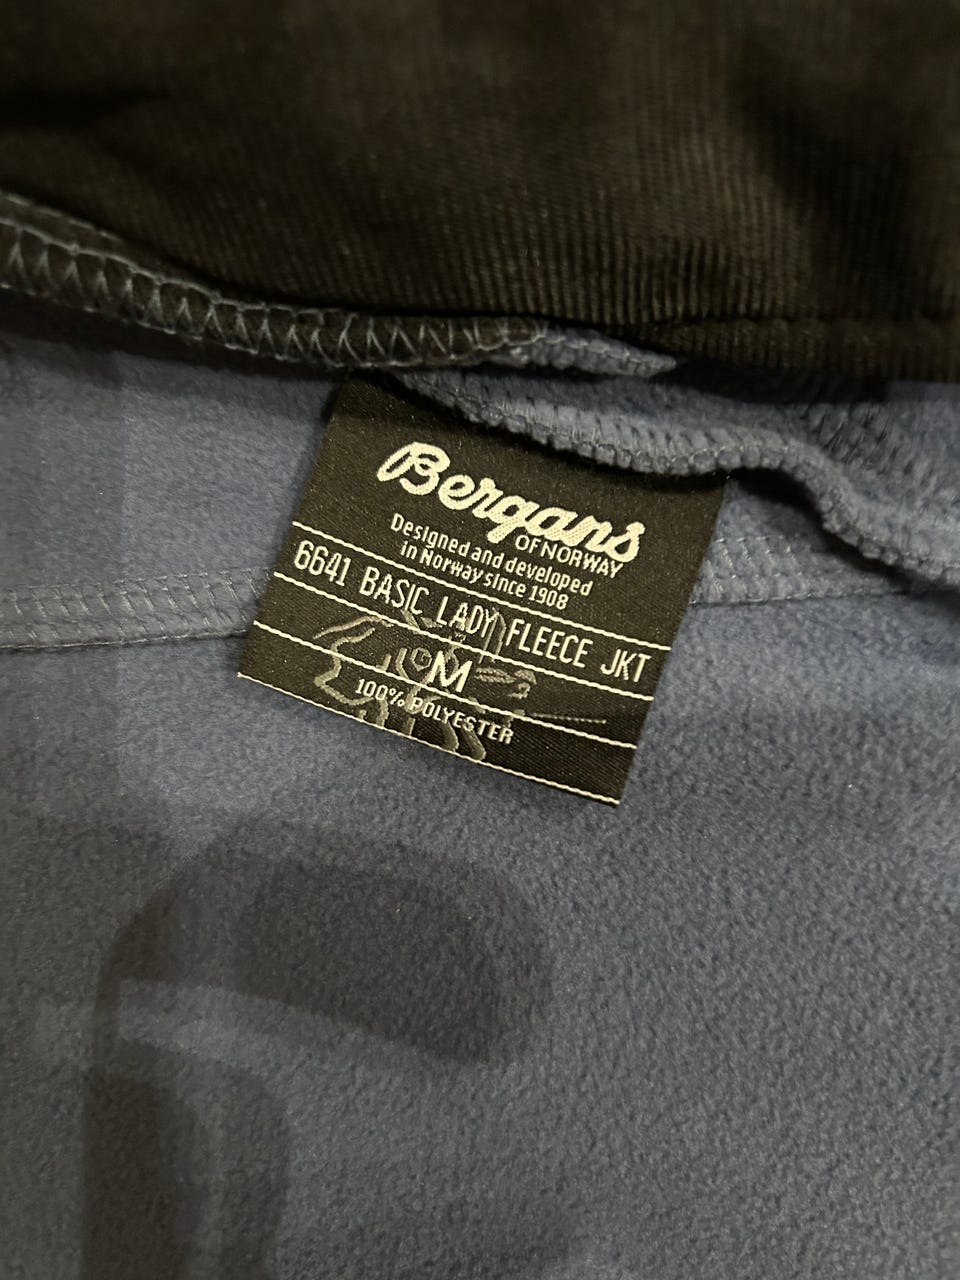 Bergans
OF NORWAY
Designed and developed
in Norway since 1908
6641 BASIC LADY FLEECE JKT
M
100% POLYESTER